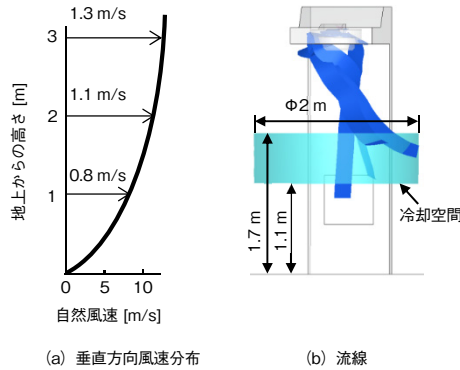 1.3 m/s
3
1.1 m/s
2
0.8 m/s
1
地上からの高さ [m]
0 5 10
自然風速 [m/s]
(a) 垂直方向風速分布
Φ2 m
1.7 m
1.1 m
冷却空間
(b) 流線